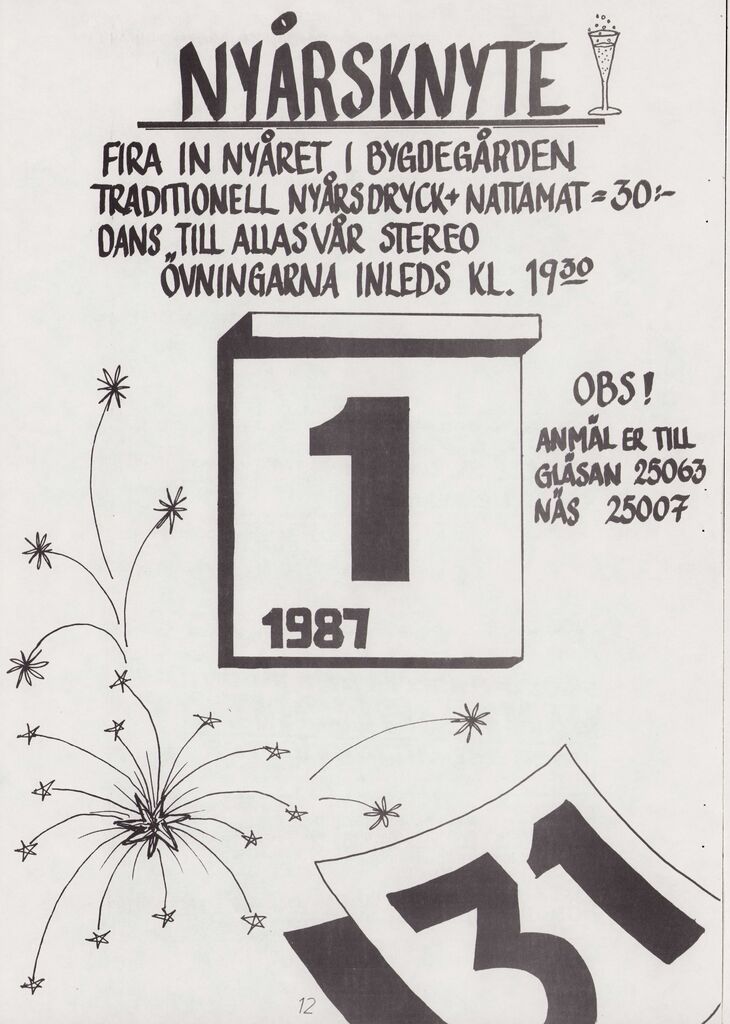 NYÅRSKNYTE
FIRA IN NYÅRET I BYGDEGÅRDEN
TRADITIONELL NYÅRSDRYCK + NATTAMAT = 30:-
DANS TILL ALLAS VÅR STEREO
"ÖVNINGARNA INLEDS KL. 19³⁰
1
1987
OBS!
ANMÄL ER TILL
GLÄSAN 25063
NÄS 25007
31
12